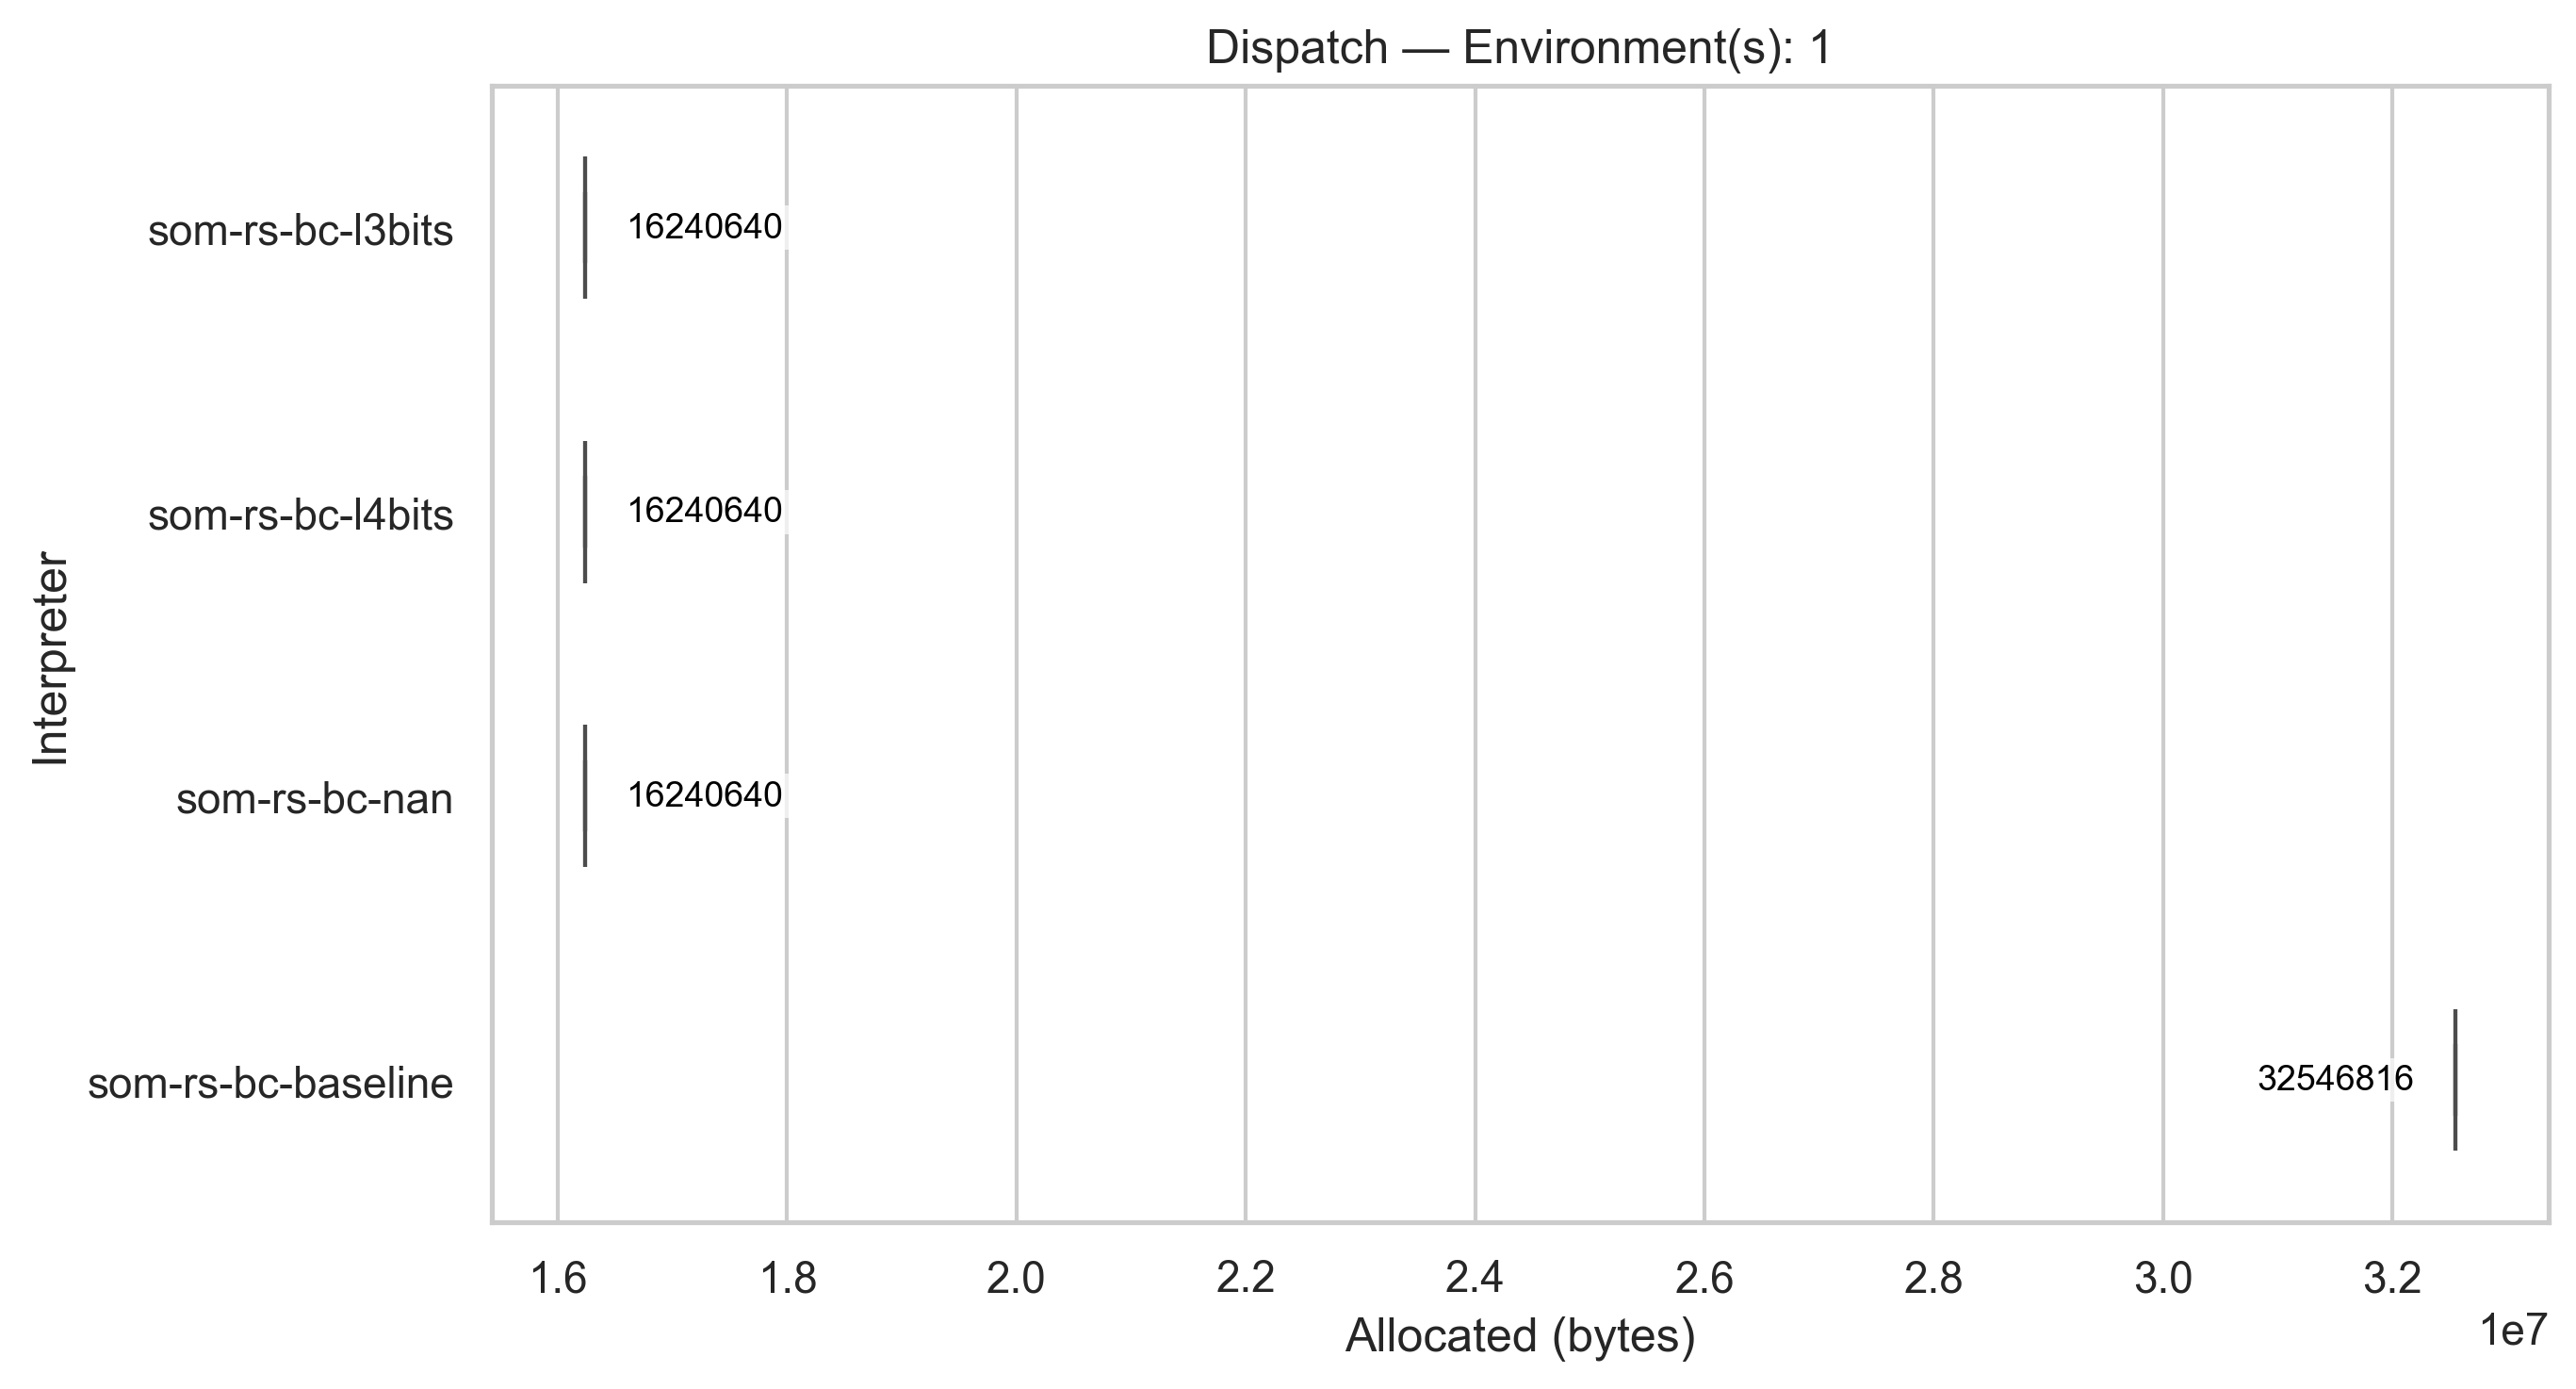 Dispatch — Environment(s): 1
Interpreter
som-rs-bc-l3bits
16240640
som-rs-bc-l4bits
16240640
som-rs-bc-nan
16240640
som-rs-bc-baseline
32546816
1.6 1.8 2.0 2.2 2.4 2.6 2.8 3.0 3.2
1e7
Allocated (bytes)